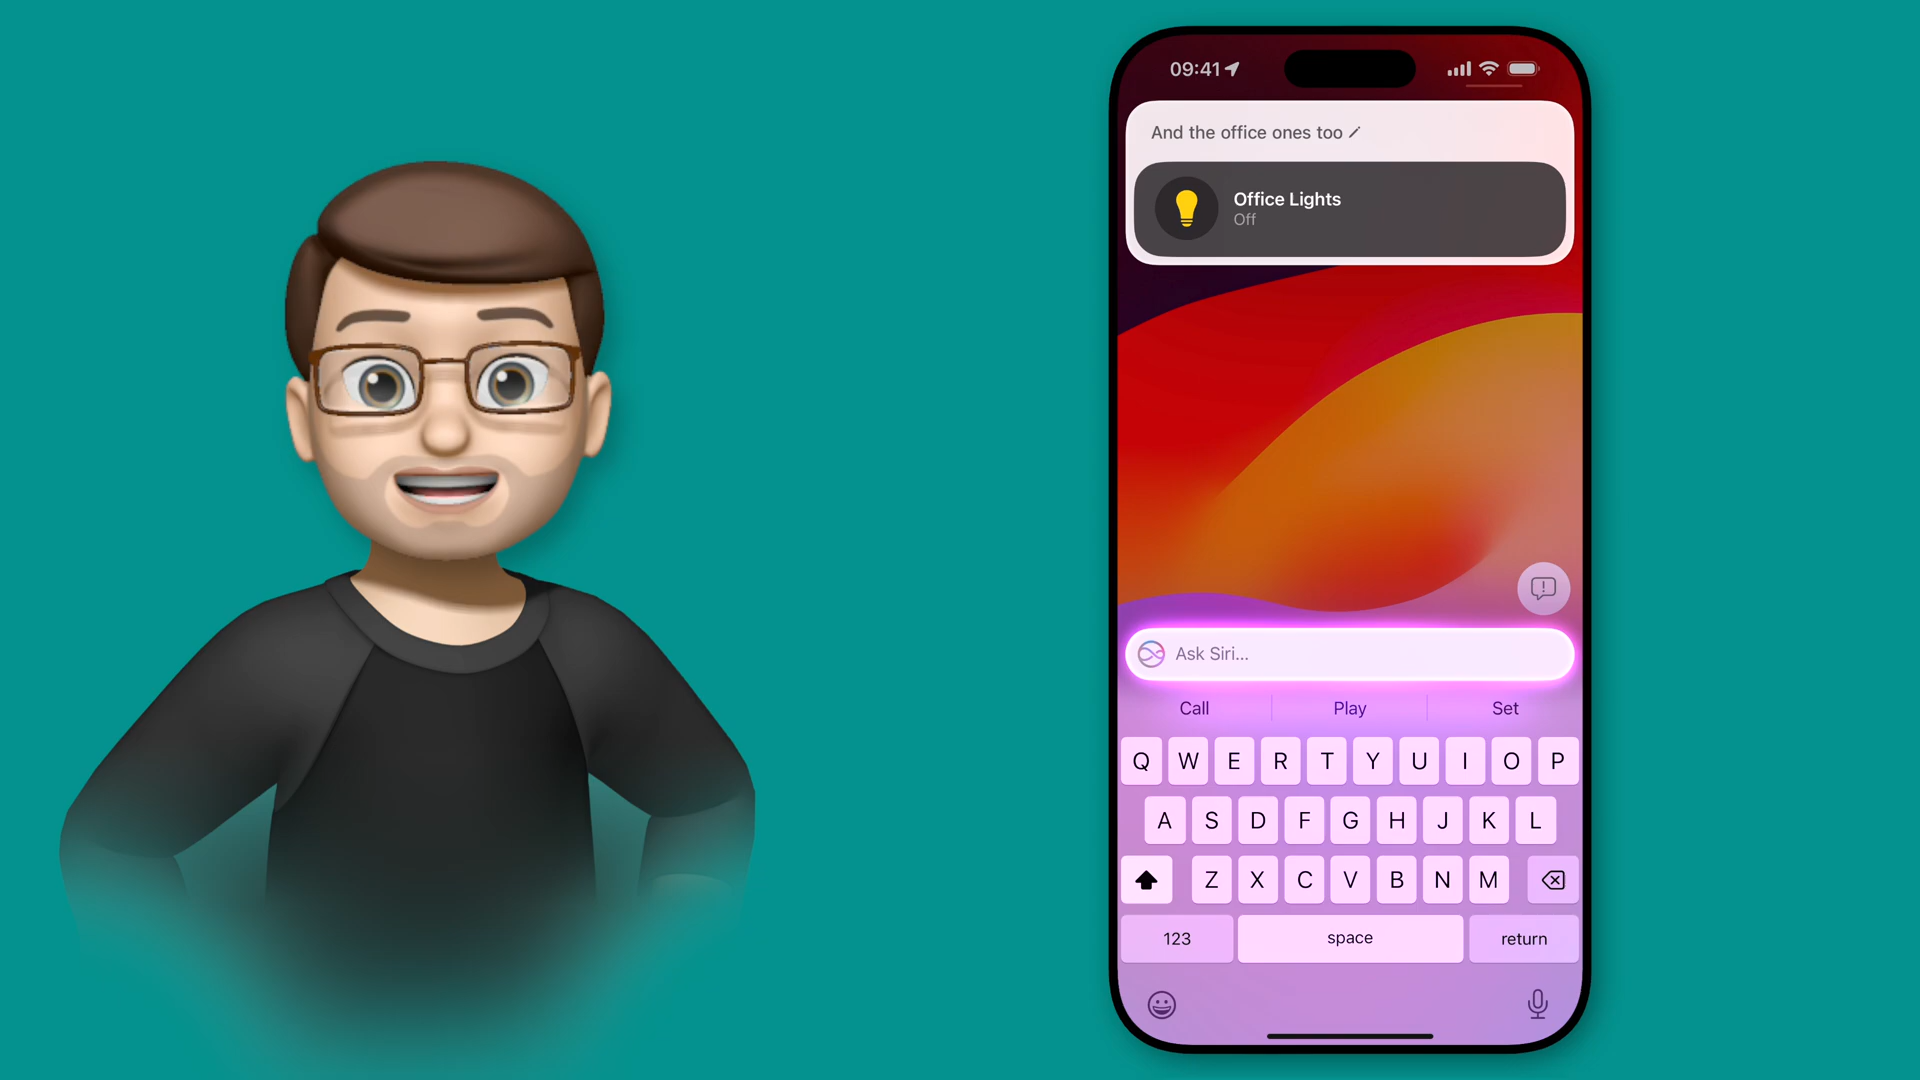 09:41
And the office ones too
Office Lights
Off
Ask Siri...
Call Play Set
Q W E R T Y U I O P
A S D F G H J K L
Z X C V B N M
123 space return